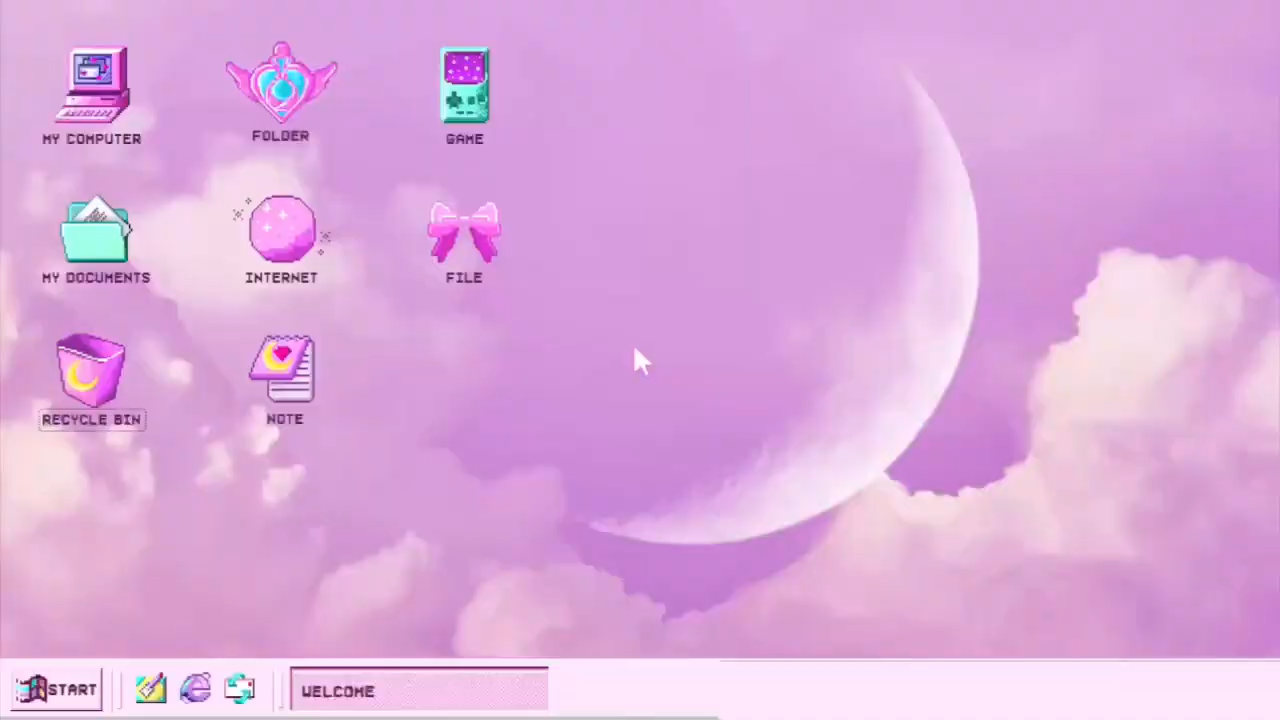 MY COMPUTER
FOLDER
GAME
MY DOCUMENTS
INTERNET
FILE
RECYCLE BIN
NOTE
START
WELCOME